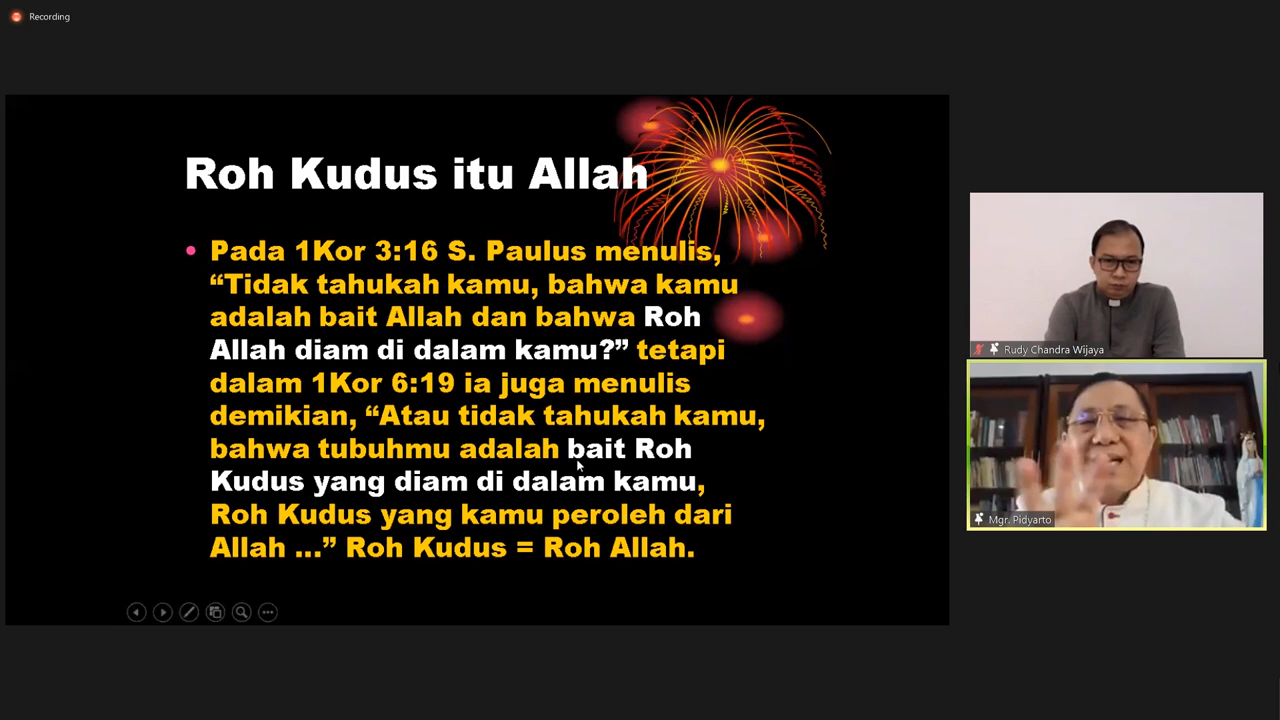 Recording
Roh Kudus itu Allah
• Pada 1Kor 3:16 S. Paulus menulis,
“Tidak tahukah kamu, bahwa kamu
adalah bait Allah dan bahwa Roh
Allah diam di dalam kamu?” tetapi
dalam 1Kor 6:19 ia juga menulis
demikian, “Atau tidak tahukah kamu,
bahwa tubuhmu adalah bait Roh
Kudus yang diam di dalam kamu,
Roh Kudus yang kamu peroleh dari
Allah ...” Roh Kudus = Roh Allah.
Rudy Chandra Wijaya
Mgr. Pidyarto